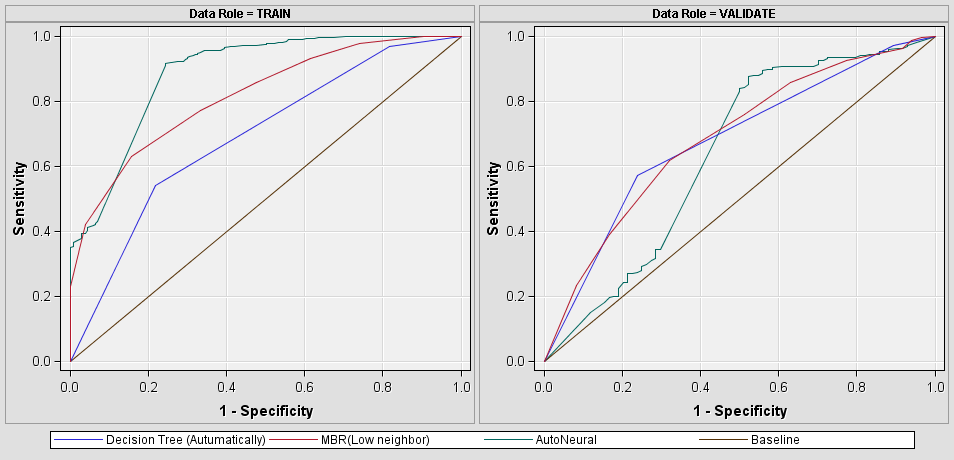 Data Role = TRAIN
Data Role = VALIDATE
Sensitivity
1.0
0.8
0.6
0.4
0.2
0.0
0.0 0.2 0.4 0.6 0.8 1.0
1 - Specificity
Sensitivity
1.0
0.8
0.6
0.4
0.2
0.0
0.0 0.2 0.4 0.6 0.8 1.0
1 - Specificity
Decision Tree (Autumatically) MBR(Low neighbor) AutoNeural Baseline